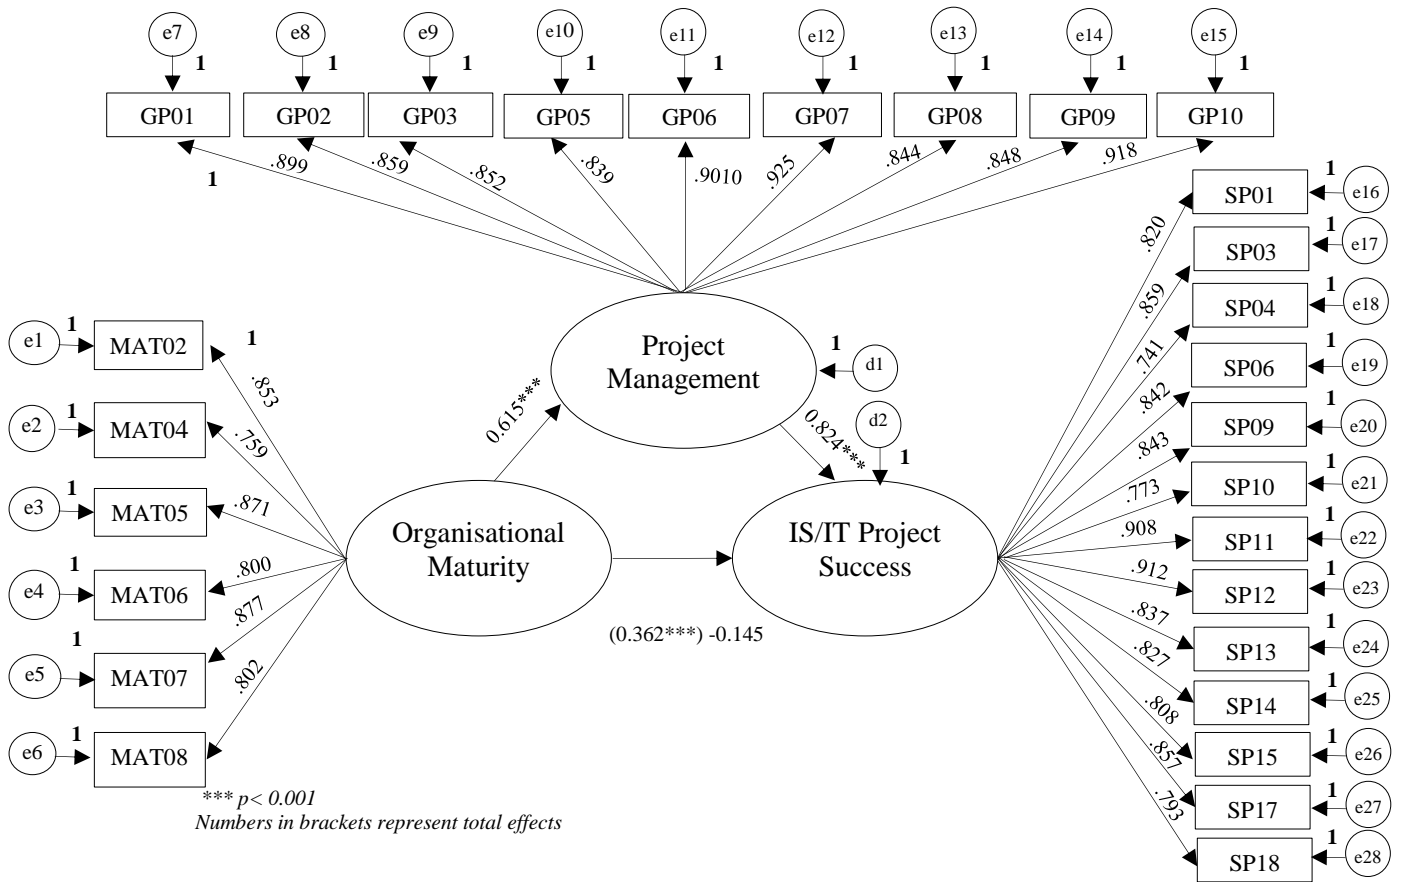 e7 e8 e9 e10 e11 e12 e13 e14 e15
1 1 1 1 1 1 1 1 1
GP01 GP02 GP03 GP05 GP06 GP07 GP08 GP09 GP10
1 .899 .859 .852 .839 .9010 .925 .844 .848 .918
SP01 1 e16
.820
SP03 1 e17
.859
SP04 1 e18
.741
SP06 1 e19
.842
SP09 1 e20
.843
SP10 1 e21
.773
SP11 1 e22
.908
SP12 1 e23
.912
SP13 1 e24
.837
SP14 1 e25
.827
SP15 1 e26
.808
SP17 1 e27
.857
SP18 1 e28
.793
e1 1 MAT02 1
.853
e2 1 MAT04
.759
e3 1 MAT05
.871
e4 1 MAT06
.800
e5 1 MAT07
.877
e6 1 MAT08
.802
Project
Management
1 d1
d2
1
0.615***
0.824***
Organisational
Maturity
IS/IT Project
Success
(0.362***) -0.145
*** p< 0.001
Numbers in brackets represent total effects